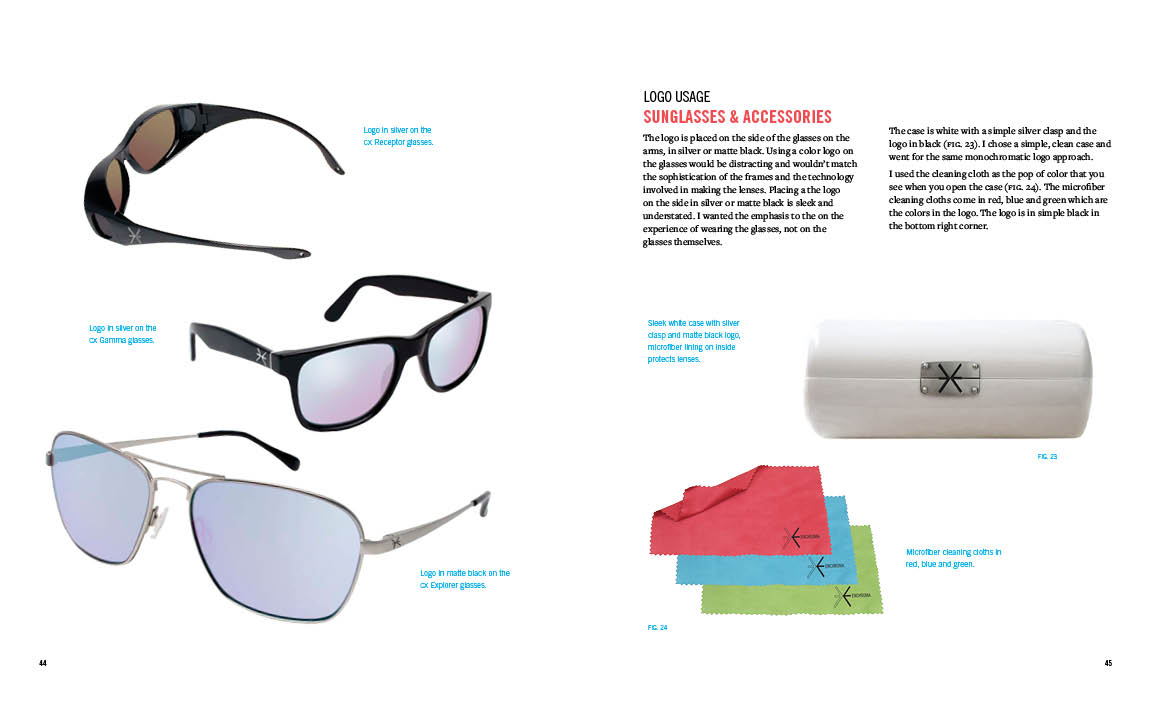 Logo in silver on the
cx Receptor glasses.
Logo in silver on the
cx Gamma glasses.
Logo in matte black on the
cx Explorer glasses.
44
LOGO USAGE
SUNGLASSES & ACCESSORIES
The logo is placed on the side of the glasses on the
arms, in silver or matte black. Using a color logo on
the glasses would be distracting and wouldn't match
the sophistication of the frames and the technology
involved in making the lenses. Placing a the logo
on the side in silver or matte black is sleek and
understated. I wanted the emphasis to the on the
experience of wearing the glasses, not on the
glasses themselves.
The case is white with a simple silver clasp and the
logo in black (FIG. 23). I chose a simple, clean case and
went for the same monochromatic logo approach.
I used the cleaning cloth as the pop of color that you
see when you open the case (FIG. 24). The microfiber
cleaning cloths come in red, blue and green which are
the colors in the logo. The logo is in simple black in
the bottom right corner.
Sleek white case with silver
clasp and matte black logo,
microfiber lining on inside
protects lenses.
FIG. 23
ENCHROMA
ENCHROMA
ENCHROMA
Microfiber cleaning cloths in
red, blue and green.
FIG. 24
45